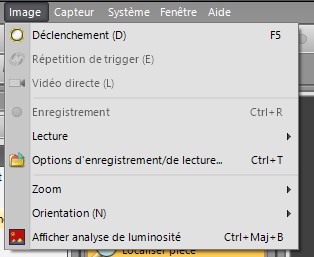 Image Capteur Système Fenêtre Aide
Déclenchement (D) F5
Répetition de trigger (E)
Vidéo directe (L)
Enregistrement Ctrl+R
Lecture
Options d'enregistrement/de lecture... Ctrl+T
Zoom
Orientation (N)
Afficher analyse de luminosité Ctrl+Maj+B
Localiser pièce